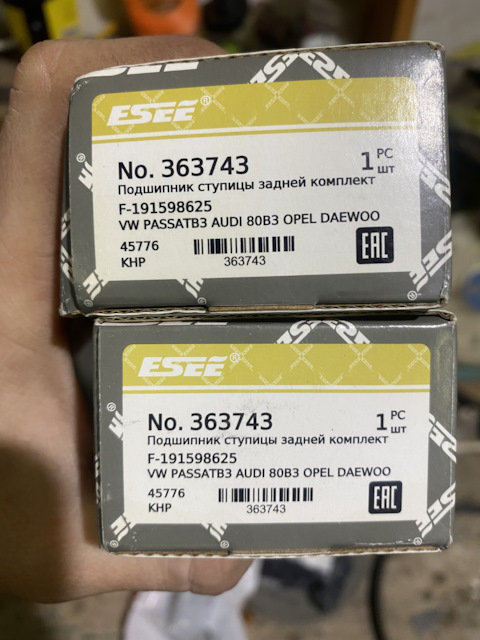 ESEE®
No. 363743 1 PC
шт
Подшипник ступицы задней комплект
F-191598625
VW PASSATB3 AUDI 80B3 OPEL DAEWOO
45776
KHP
363743
EAC
ESEE®
No. 363743 1 PC
шт
Подшипник ступицы задней комплект
F-191598625
VW PASSATB3 AUDI 80B3 OPEL DAEWOO
45776
KHP
363743
EAC